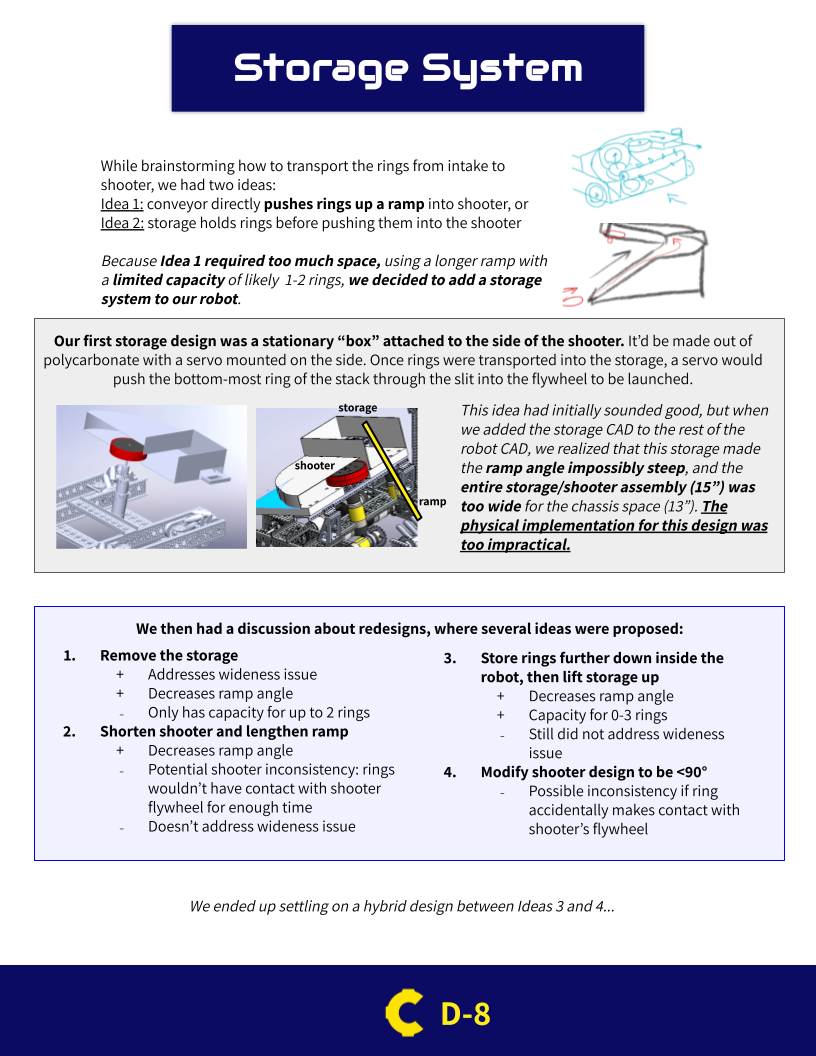 Storage System
While brainstorming how to transport the rings from intake to
shooter, we had two ideas:
Idea 1: conveyor directly pushes rings up a ramp into shooter, or
Idea 2: storage holds rings before pushing them into the shooter
Because Idea 1 required too much space, using a longer ramp with
a limited capacity of likely 1-2 rings, we decided to add a storage
system to our robot.
Our first storage design was a stationary “box” attached to the side of the shooter. It’d be made out of
polycarbonate with a servo mounted on the side. Once rings were transported into the storage, a servo would
push the bottom-most ring of the stack through the slit into the flywheel to be launched.
storage
shooter
ramp
This idea had initially sounded good, but when
we added the storage CAD to the rest of the
robot CAD, we realized that this storage made
the ramp angle impossibly steep, and the
entire storage/shooter assembly (15”) was
too wide for the chassis space (13”). The
physical implementation for this design was
too impractical.
We then had a discussion about redesigns, where several ideas were proposed:
1. Remove the storage
+ Addresses wideness issue
+ Decreases ramp angle
- Only has capacity for up to 2 rings
2. Shorten shooter and lengthen ramp
+ Decreases ramp angle
- Potential shooter inconsistency: rings
wouldn’t have contact with shooter
flywheel for enough time
- Doesn’t address wideness issue
3. Store rings further down inside the
robot, then lift storage up
+ Decreases ramp angle
+ Capacity for 0-3 rings
- Still did not address wideness
issue
4. Modify shooter design to be <90°
- Possible inconsistency if ring
accidentally makes contact with
shooter’s flywheel
We ended up settling on a hybrid design between Ideas 3 and 4...
D-8